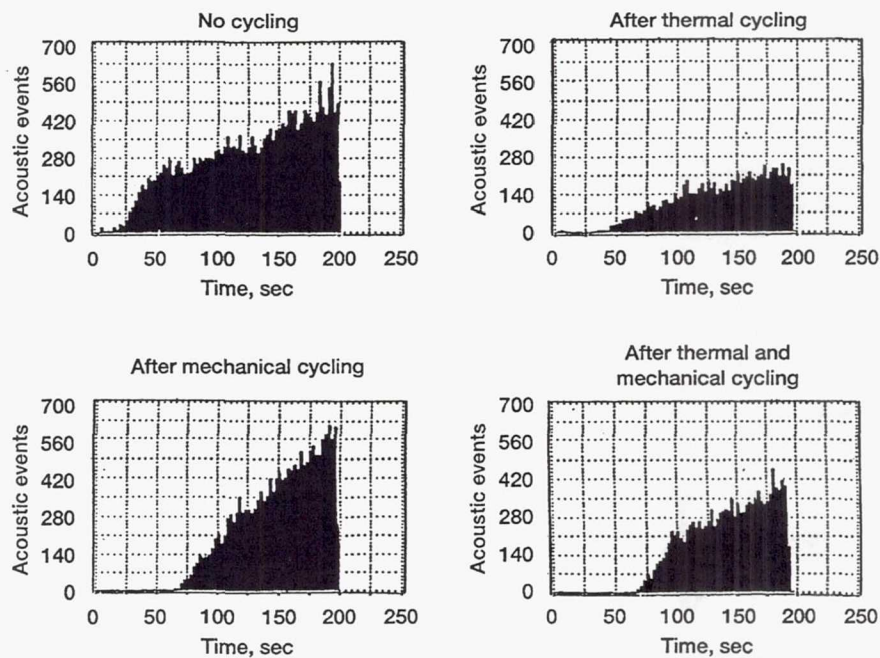 No cycling
Acoustic events
700
560
420
280
140
0
0 50 100 150 200 250
Time, sec
After thermal cycling
Acoustic events
700
560
420
280
140
0
0 50 100 150 200 250
Time, sec
After mechanical cycling
Acoustic events
700
560
420
280
140
0
0 50 100 150 200 250
Time, sec
After thermal and
mechanical cycling
Acoustic events
700
560
420
280
140
0
0 50 100 150 200 250
Time, sec